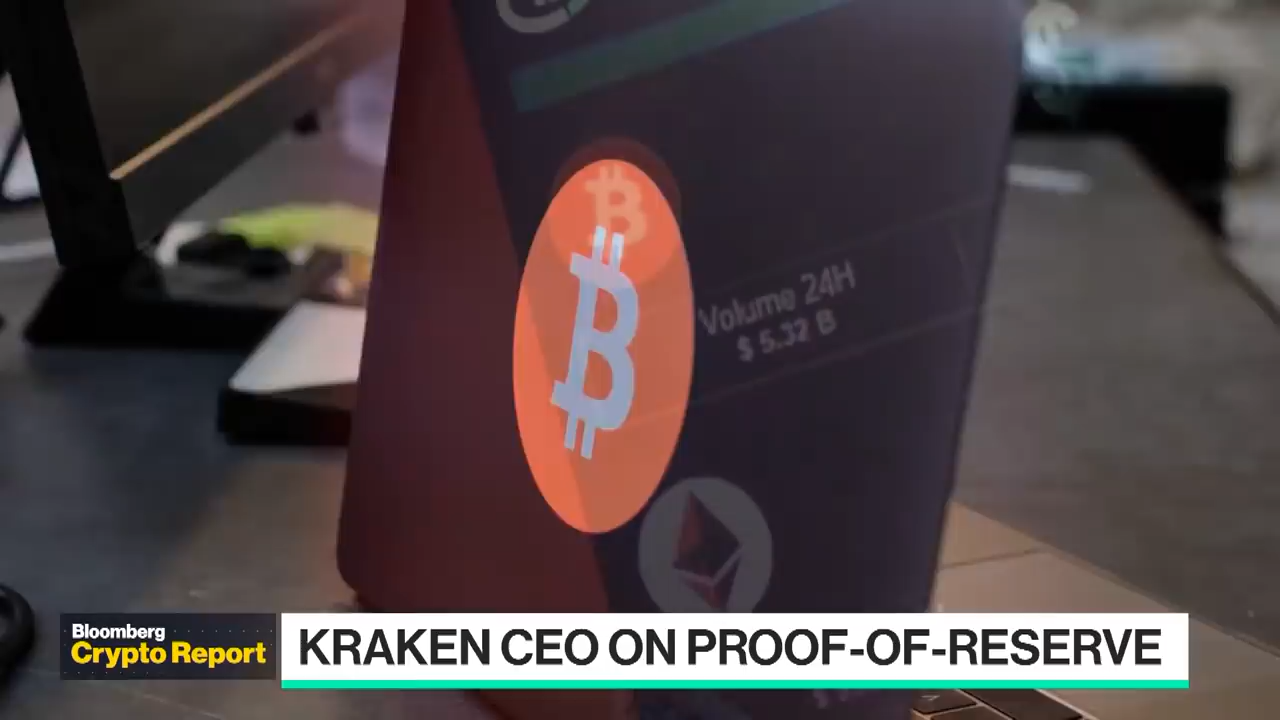 Volume 24H
$ 5.32 B
Bloomberg
Crypto Report
KRAKEN CEO ON PROOF-OF-RESERVE